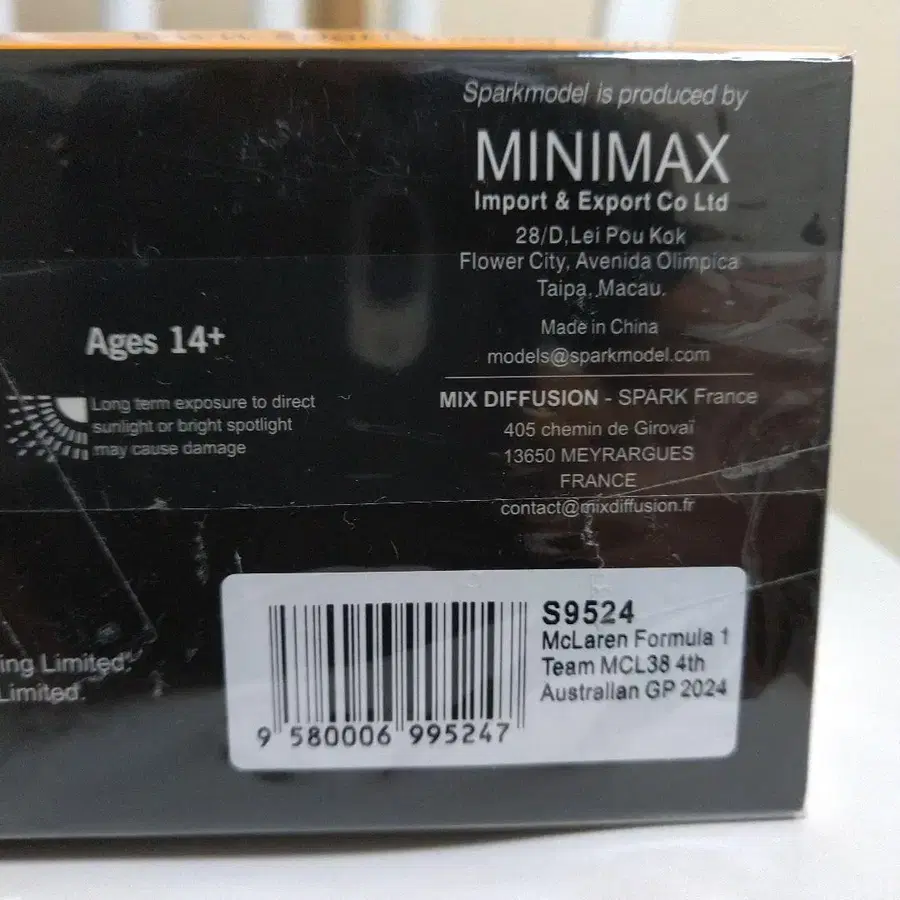 Sparkmodel is produced by
MINIMAX
Import & Export Co Ltd
28/D, Lei Pou Kok
Flower City, Avenida Olimpica
Taipa, Macau.
Made in China
models@sparkmodel.com
MIX DIFFUSION - SPARK France
405 chemin de Girovaï
13650 MEYRARGUES
FRANCE
contact@mixdiffusion.fr
Ages 14+
Long term exposure to direct
sunlight or bright spotlight
may cause damage
ing Limited.
Limited.
S9524
McLaren Formula 1
Team MCL38 4th
Australian GP 2024
9 580006 995247